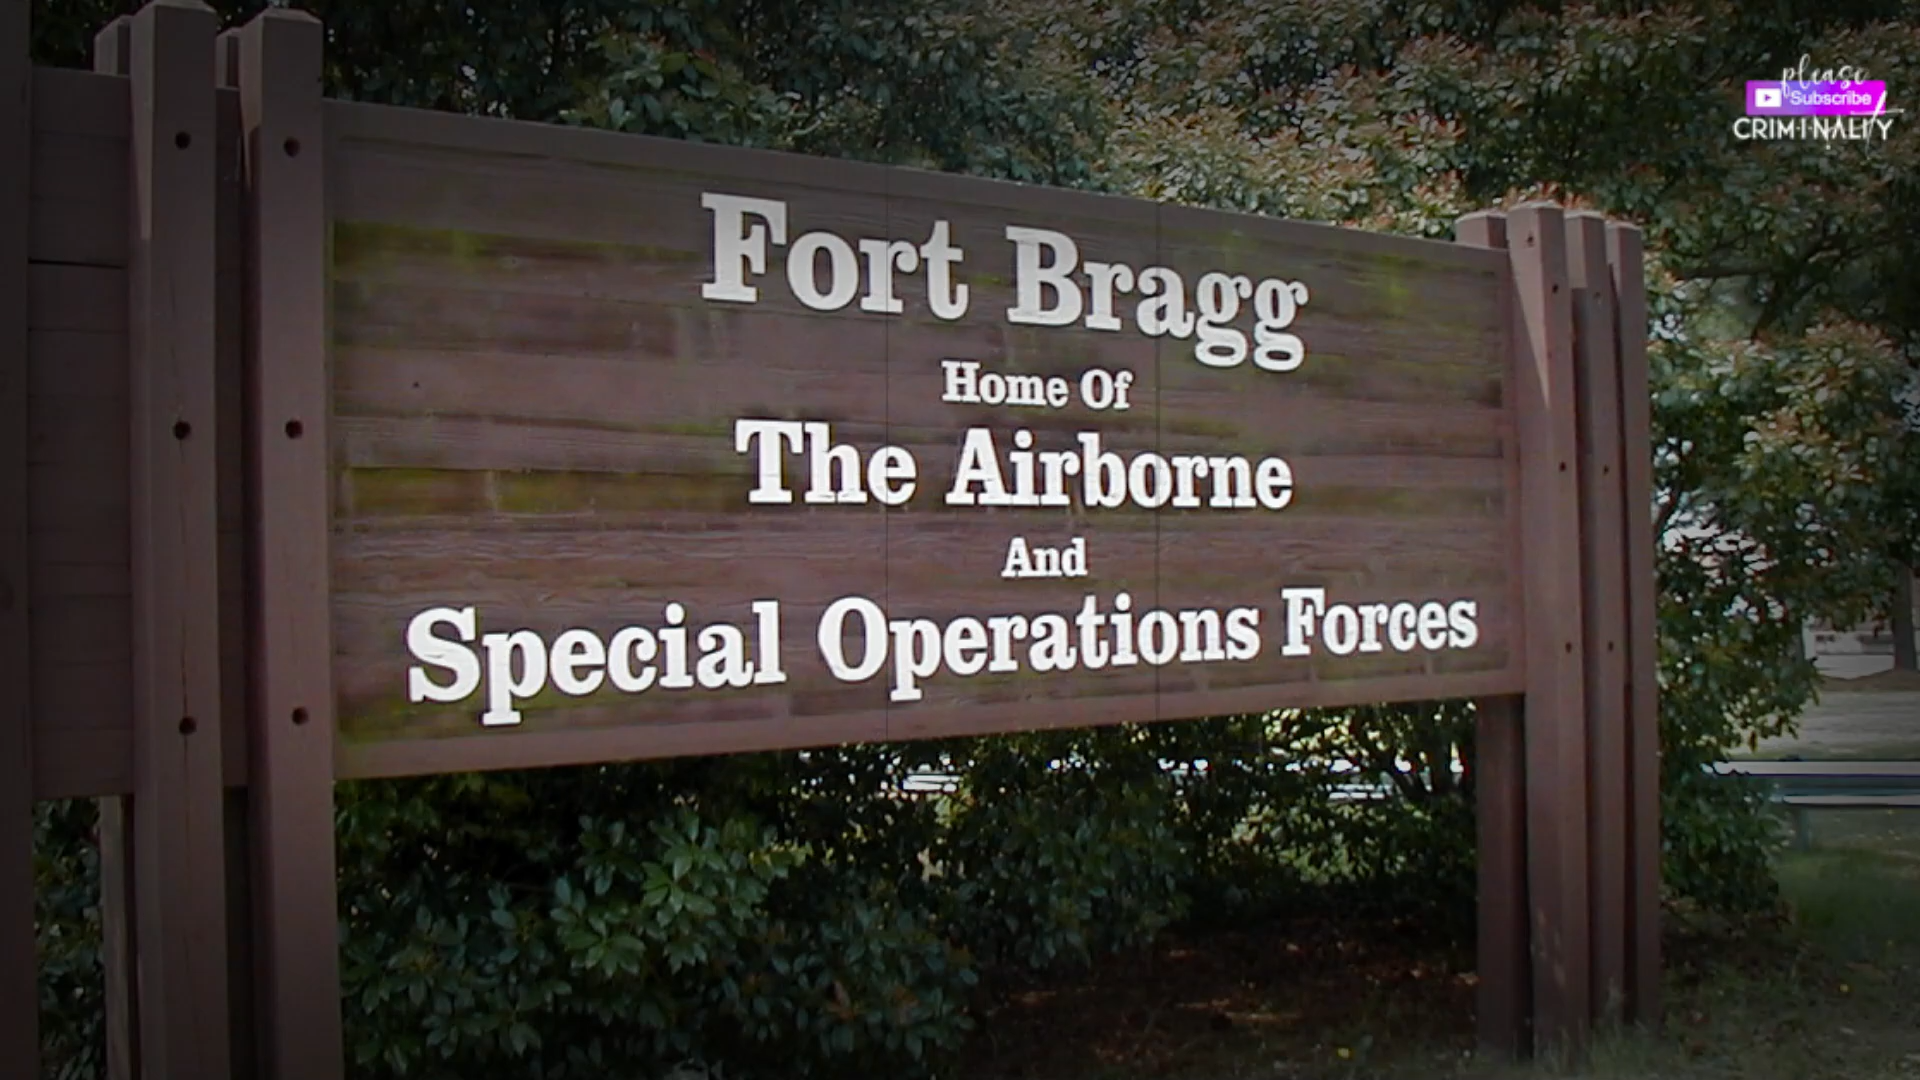 please
Subscribe
CRIMINALITY
Fort Bragg
Home Of
The Airborne
And
Special Operations Forces